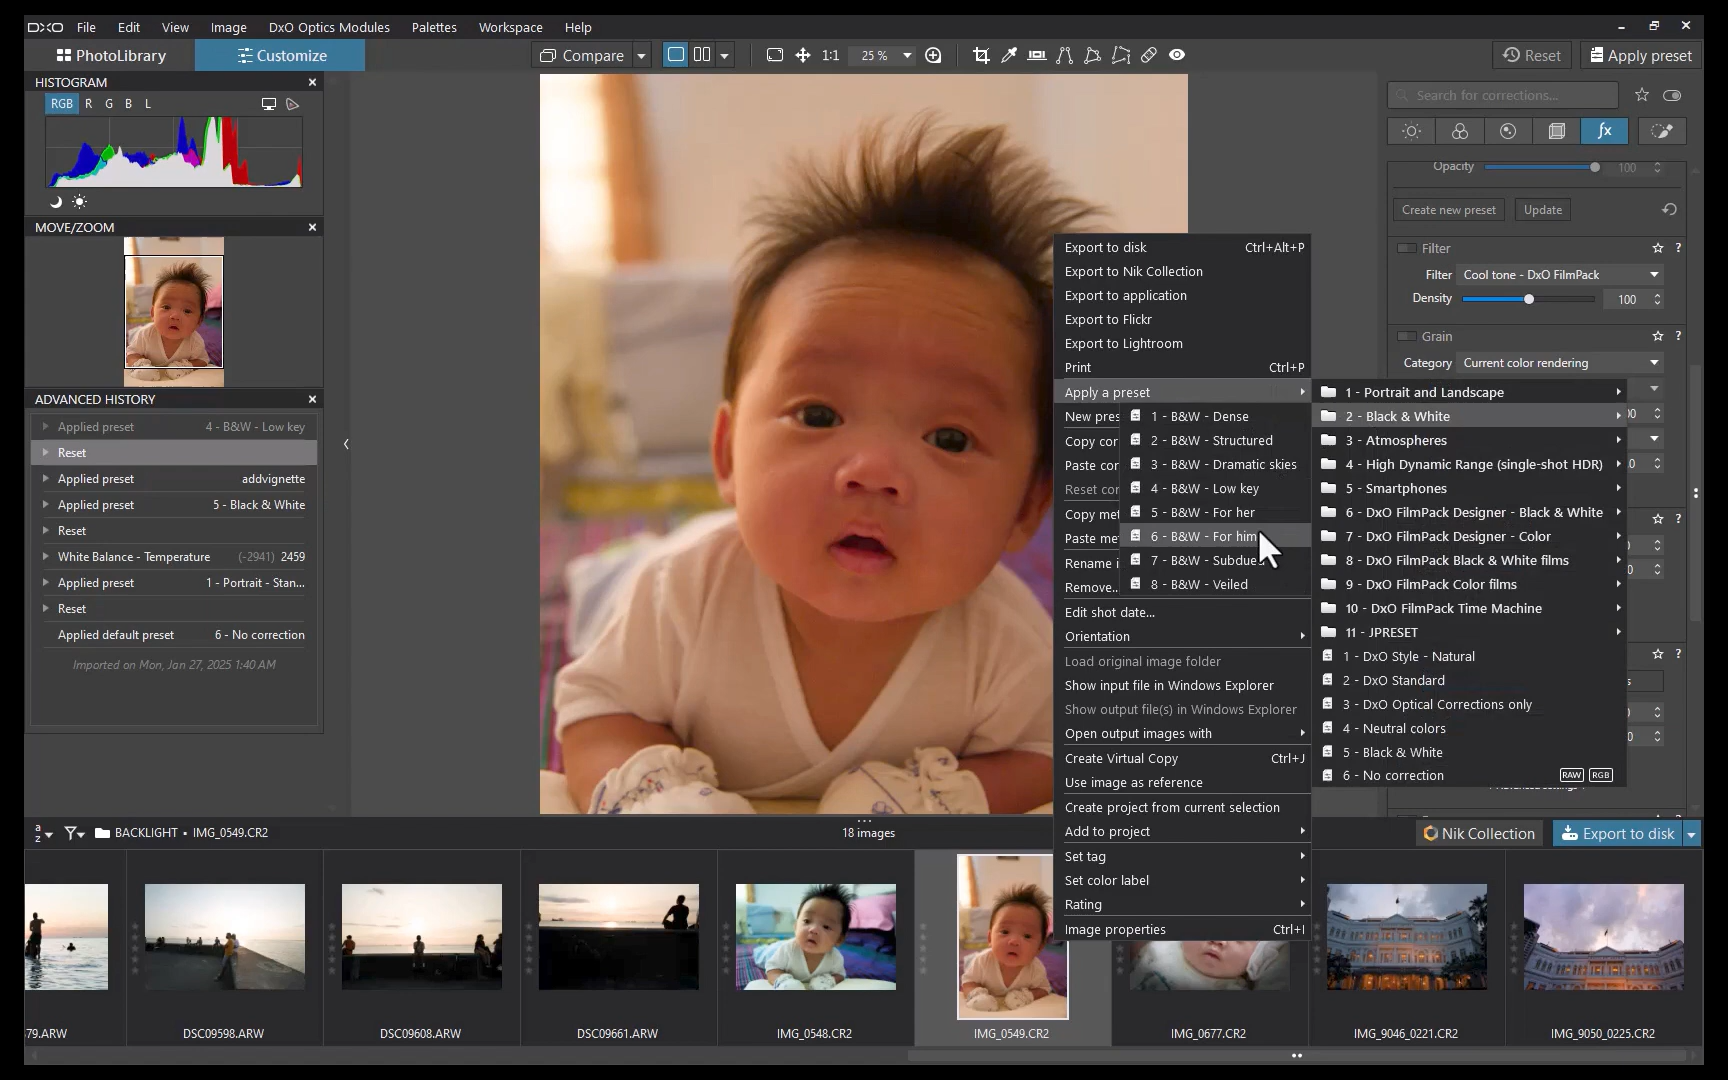 DXO File Edit View Image DxO Optics Modules Palettes Workspace Help
PhotoLibrary Customize Compare 1:1 25 % Reset Apply preset
HISTOGRAM
RGB R G B L
MOVE/ZOOM
ADVANCED HISTORY
Applied preset 4 - B&W - Low key
Reset
Applied preset addvignette
Applied preset 5 - Black & White
Reset
White Balance - Temperature (-2941) 2459
Applied preset 1 - Portrait - Stan...
Reset
Applied default preset 6 - No correction
Imported on Mon, Jan 27, 2025 1:40 AM
Export to disk Ctrl+Alt+P
Export to Nik Collection
Export to application
Export to Flickr
Export to Lightroom
Print Ctrl+P
Apply a preset
New pres
Copy cor
Paste cor
Reset cor
Copy met
Paste met
Rename i
Remove..
Edit shot date...
Orientation
Load original image folder
Show input file in Windows Explorer
Show output file(s) in Windows Explorer
Open output images with
Create Virtual Copy Ctrl+J
Use image as reference
Create project from current selection
Add to project
Set tag
Set color label
Rating
Image properties Ctrl+I
1 - B&W - Dense
2 - B&W - Structured
3 - B&W - Dramatic skies
4 - B&W - Low key
5 - B&W - For her
6 - B&W - For him
7 - B&W - Subdue
8 - B&W - Veiled
1 - Portrait and Landscape
2 - Black & White
3 - Atmospheres
4 - High Dynamic Range (single-shot HDR)
5 - Smartphones
6 - DxO FilmPack Designer - Black & White
7 - DxO FilmPack Designer - Color
8 - DxO FilmPack Black & White films
9 - DxO FilmPack Color films
10 - DxO FilmPack Time Machine
11 - JPRESET
1 - DxO Style - Natural
2 - DxO Standard
3 - DxO Optical Corrections only
4 - Neutral colors
5 - Black & White
6 - No correction RAW RGB
Search for corrections...
fx
Opacity 100
Create new preset Update
Filter ?
Filter Cool tone - DxO FilmPack
Density 100
Grain ?
Category Current color rendering
a z BACKLIGHT • IMG_0549.CR2 18 images Nik Collection Export to disk
79.ARW DSC09598.ARW DSC09608.ARW DSC09661.ARW IMG_0548.CR2 IMG_0549.CR2 IMG_0677.CR2 IMG_9046_0221.CR2 IMG_9050_0225.CR2